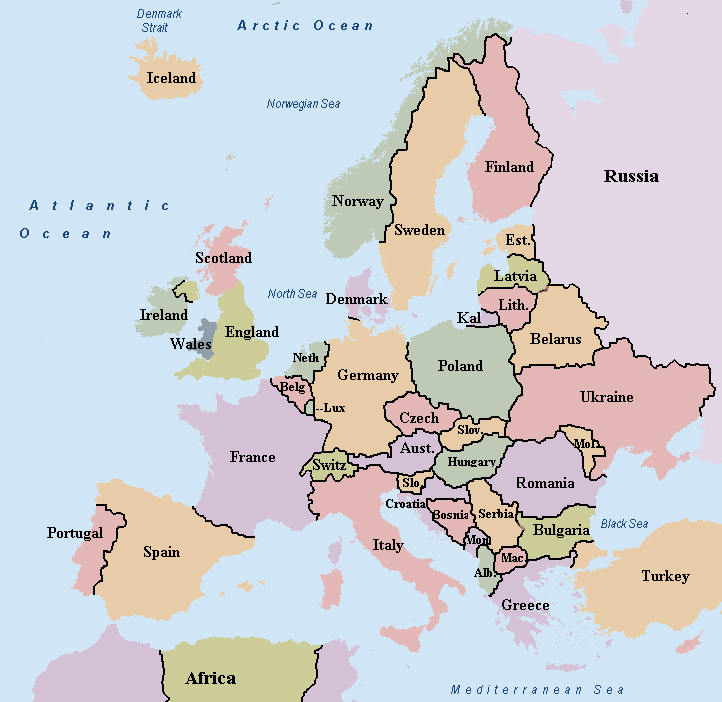 Denmark
Strait
Arctic Ocean
Iceland
Norwegian Sea
Finland
Russia
Norway
Atlantic
Ocean
Sweden
Est.
Scotland
Latvia
North Sea
Denmark
Lith.
Ireland
Kal
England
Wales
Belarus
Neth
Poland
Germany
Belg
Ukraine
--Lux
Czech
Slov.
Mol.
Aust.
France
Switz
Hungary
Slo
Romania
Croatia
Bosnia
Serbia
Black Sea
Bulgaria
Portugal
Mon
Italy
Spain
Mac.
Alb.
Turkey
Greece
Africa
Mediterranean Sea